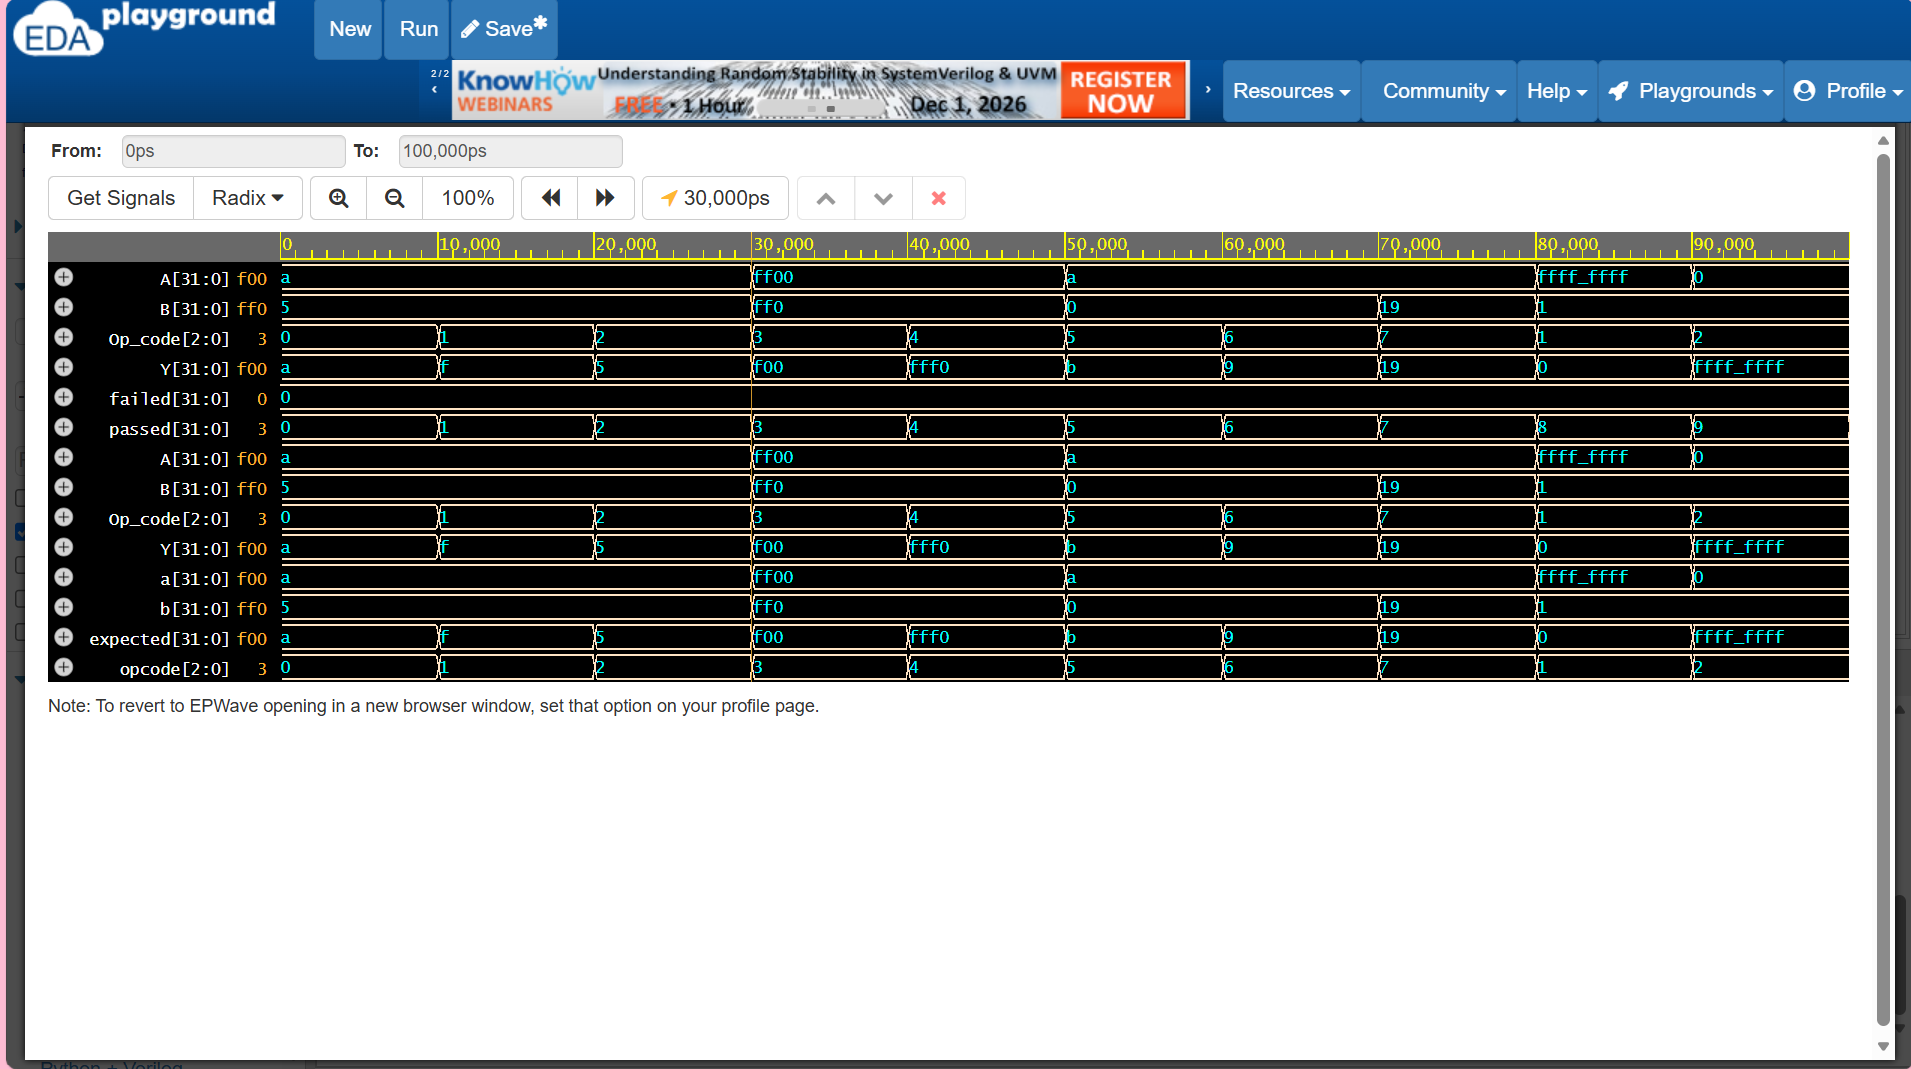 EDA playground
New Run Save*
2/2 KnowHow WEBINARS Understanding Random Stability in SystemVerilog & UVM FREE • 1 Hour Dec 1, 2026 REGISTER NOW
Resources Community Help Playgrounds Profile
From: 0ps To: 100,000ps
Get Signals Radix 100% 30,000ps
0 10,000 20,000 30,000 40,000 50,000 60,000 70,000 80,000 90,000
A[31:0] f00 a ff00 a ffff_ffff 0
B[31:0] ff0 5 ff0 0 19 1
Op_code[2:0] 3 0 1 2 3 4 5 6 7 1 2
Y[31:0] f00 a f 5 f00 fff0 b 9 19 0 ffff_ffff
failed[31:0] 0 0
passed[31:0] 3 0 1 2 3 4 5 6 7 8 9
A[31:0] f00 a ff00 a ffff_ffff 0
B[31:0] ff0 5 ff0 0 19 1
Op_code[2:0] 3 0 1 2 3 4 5 6 7 1 2
Y[31:0] f00 a f 5 f00 fff0 b 9 19 0 ffff_ffff
a[31:0] f00 a ff00 a ffff_ffff 0
b[31:0] ff0 5 ff0 0 19 1
expected[31:0] f00 a f 5 f00 fff0 b 9 19 0 ffff_ffff
opcode[2:0] 3 0 1 2 3 4 5 6 7 1 2
Note: To revert to EPWave opening in a new browser window, set that option on your profile page.